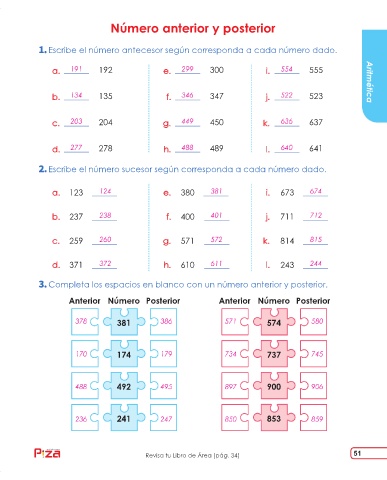 Número anterior y posterior
1. Escribe el número antecesor según corresponda a cada número dado.
a. 191 192 e. 299 300 i. 554 555
b. 134 135 f. 346 347 j. 522 523
c. 203 204 g. 449 450 k. 636 637
d. 277 278 h. 488 489 l. 640 641
Aritmética
2. Escribe el número sucesor según corresponda a cada número dado.
a. 123 124 e. 380 381 i. 673 674
b. 237 238 f. 400 401 j. 711 712
c. 259 260 g. 571 572 k. 814 815
d. 371 372 h. 610 611 l. 243 244
3. Completa los espacios en blanco con un número anterior y posterior.
Anterior Número Posterior Anterior Número Posterior
378 381 386 571 574 580
170 174 179 734 737 745
488 492 495 897 900 906
236 241 247 850 853 859
Revisa tu Libro de Área (pág. 34)
51